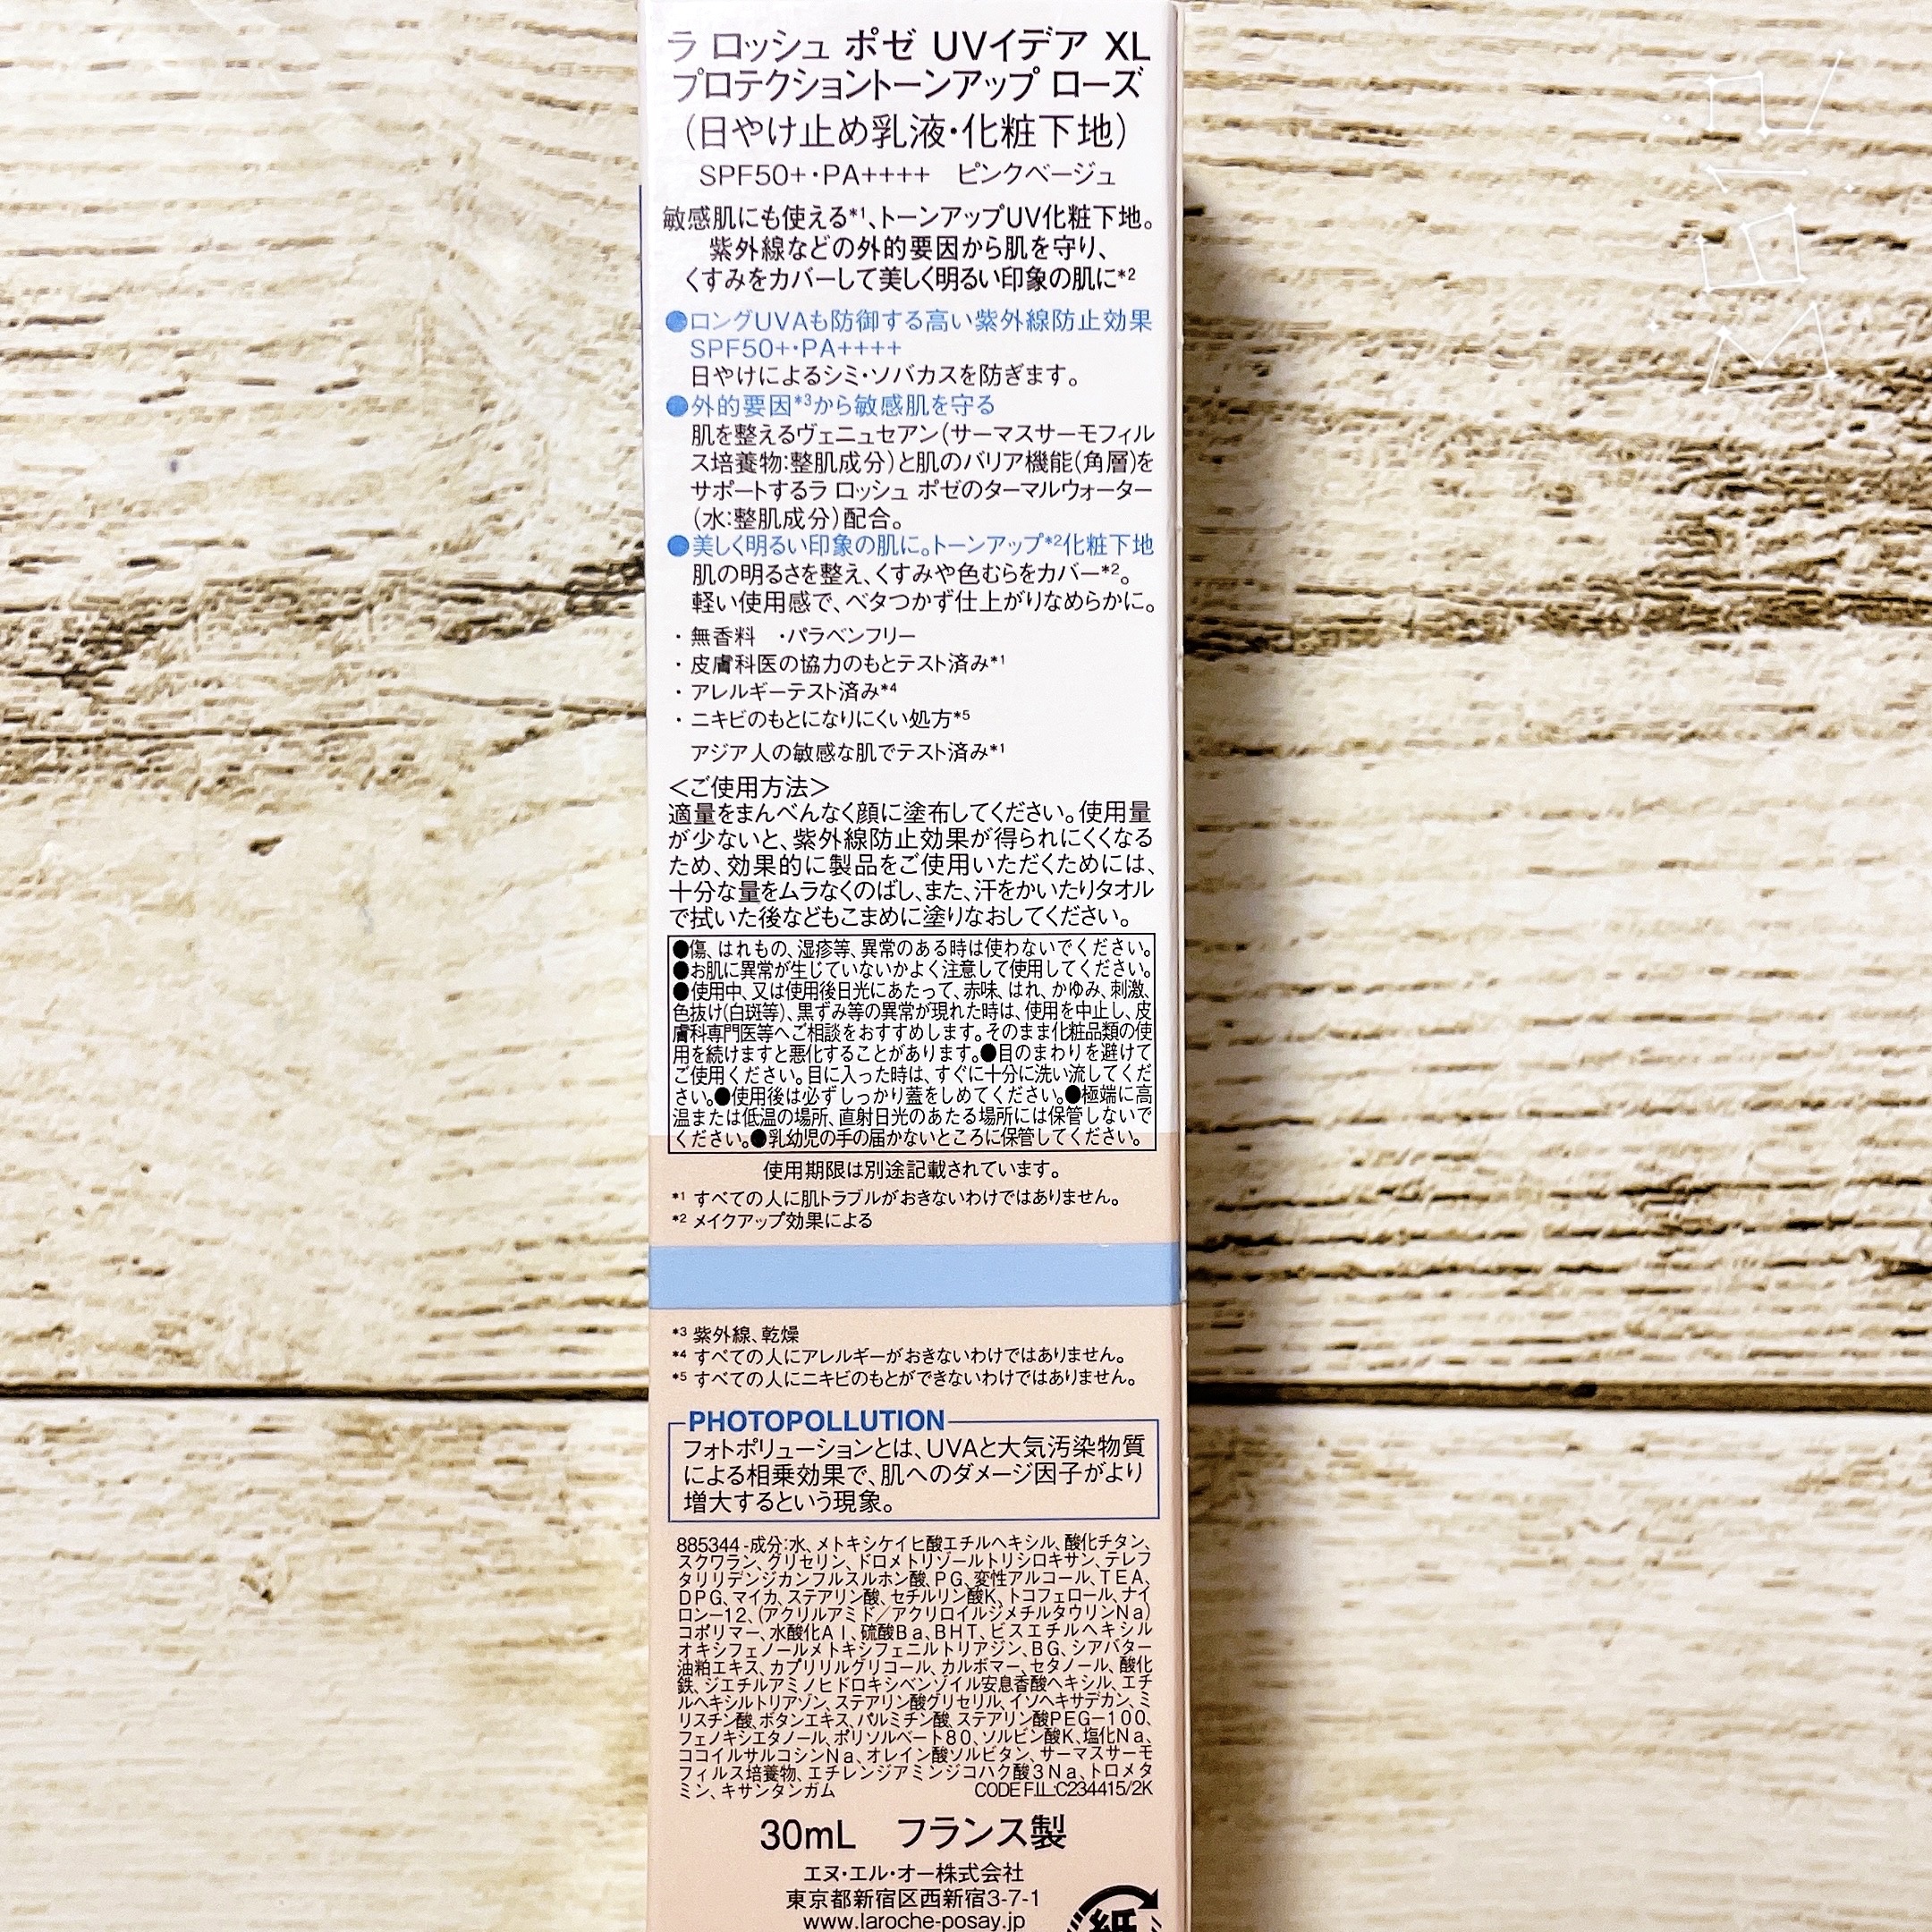 ラ ロッシュ ポゼ UVイデア XL
プロテクショントーンアップ ローズ
(日やけ止め乳液・化粧下地)
SPF50+・PA++++ ピンクベージュ
敏感肌にも使える*1、トーンアップUV化粧下地。
紫外線などの外的要因から肌を守り、
くすみをカバーして美しく明るい印象の肌に*2
●ロングUVAも防御する高い紫外線防止効果
SPF50+・PA++++
日やけによるシミ・ソバカスを防ぎます。
●外的要因*3から敏感肌を守る
肌を整えるヴェニュセアン(サーマスサーモフィル
ス培養物:整肌成分)と肌のバリア機能(角層)を
サポートするラ ロッシュ ポゼのターマルウォーター
(水:整肌成分)配合。
●美しく明るい印象の肌に。トーンアップ*2化粧下地
肌の明るさを整え、くすみや色むらをカバー*2。
軽い使用感で、ベタつかず仕上がりなめらかに。
・無香料 ・パラベンフリー
・皮膚科医の協力のもとテスト済み*1
・アレルギーテスト済み*4
・ニキビのもとになりにくい処方*5
アジア人の敏感な肌でテスト済み*1
<ご使用方法>
適量をまんべんなく顔に塗布してください。使用量
が少ないと、紫外線防止効果が得られにくくなる
ため、効果的に製品をご使用いただくためには、
十分な量をムラなくのばし、また、汗をかいたりタオル
で拭いた後などもこまめに塗りなおしてください。
●傷、はれもの、湿疹等、異常のある時は使わないでください。
●お肌に異常が生じていないかよく注意して使用してください。
●使用中、又は使用後日光にあたって、赤味、はれ、かゆみ、刺激、
色抜け(白斑等)、黒ずみ等の異常が現れた時は、使用を中止し、皮
膚科専門医等へご相談をおすすめします。そのまま化粧品類の使
用を続けますと悪化することがあります。●目のまわりを避けて
ご使用ください。目に入った時は、すぐに十分に洗い流してくだ
さい。●使用後は必ずしっかり蓋をしめてください。●極端に高
温または低温の場所、直射日光のあたる場所には保管しないで
ください。●乳幼児の手の届かないところに保管してください。
使用期限は別途記載されています。
*1 すべての人に肌トラブルがおきないわけではありません。
*2 メイクアップ効果による
*3 紫外線、乾燥
*4 すべての人にアレルギーがおきないわけではありません。
*5 すべての人にニキビのもとができないわけではありません。
PHOTOPOLLUTION
フォトポリューションとは、UVAと大気汚染物質
による相乗効果で、肌へのダメージ因子がより
増大するという現象。
885344-成分:水、メトキシケイヒ酸エチルヘキシル、酸化チタン、
スクワラン、グリセリン、ドロメトリゾールトリシロキサン、テレフ
タリリデンジカンフルスルホン酸、PG、変性アルコール、TEA、
DPG、マイカ、ステアリン酸、セチルリン酸K、トコフェロール、ナイ
ロン-12、(アクリルアミド/アクリロイルジメチルタウリンNa)
コポリマー、水酸化Al、硫酸Ba、BHT、ビスエチルヘキシル
オキシフェノールメトキシフェニルトリアジン、BG、シアバター
油粕エキス、カプリリルグリコール、カルボマー、セタノール、酸化
鉄、ジエチルアミノヒドロキシベンゾイル安息香酸ヘキシル、エチ
ルヘキシルトリアゾン、ステアリン酸グリセリル、イソヘキサデカン、ミ
リスチン酸、ボタンエキス、パルミチン酸、ステアリン酸PEG-100、
フェノキシエタノール、ポリソルベート80、ソルビン酸K、塩化Na、
ココイルサルコシンNa、オレイン酸ソルビタン、サーマスサーモ
フィルス培養物、エチレンジアミンジコハク酸3Na、トロメタ
ミン、キサンタンガム CODE F.I.L.:C234415/2K
30mL フランス製
エヌ・エル・オー株式会社
東京都新宿区西新宿3-7-1
www.laroche-posay.jp
紙